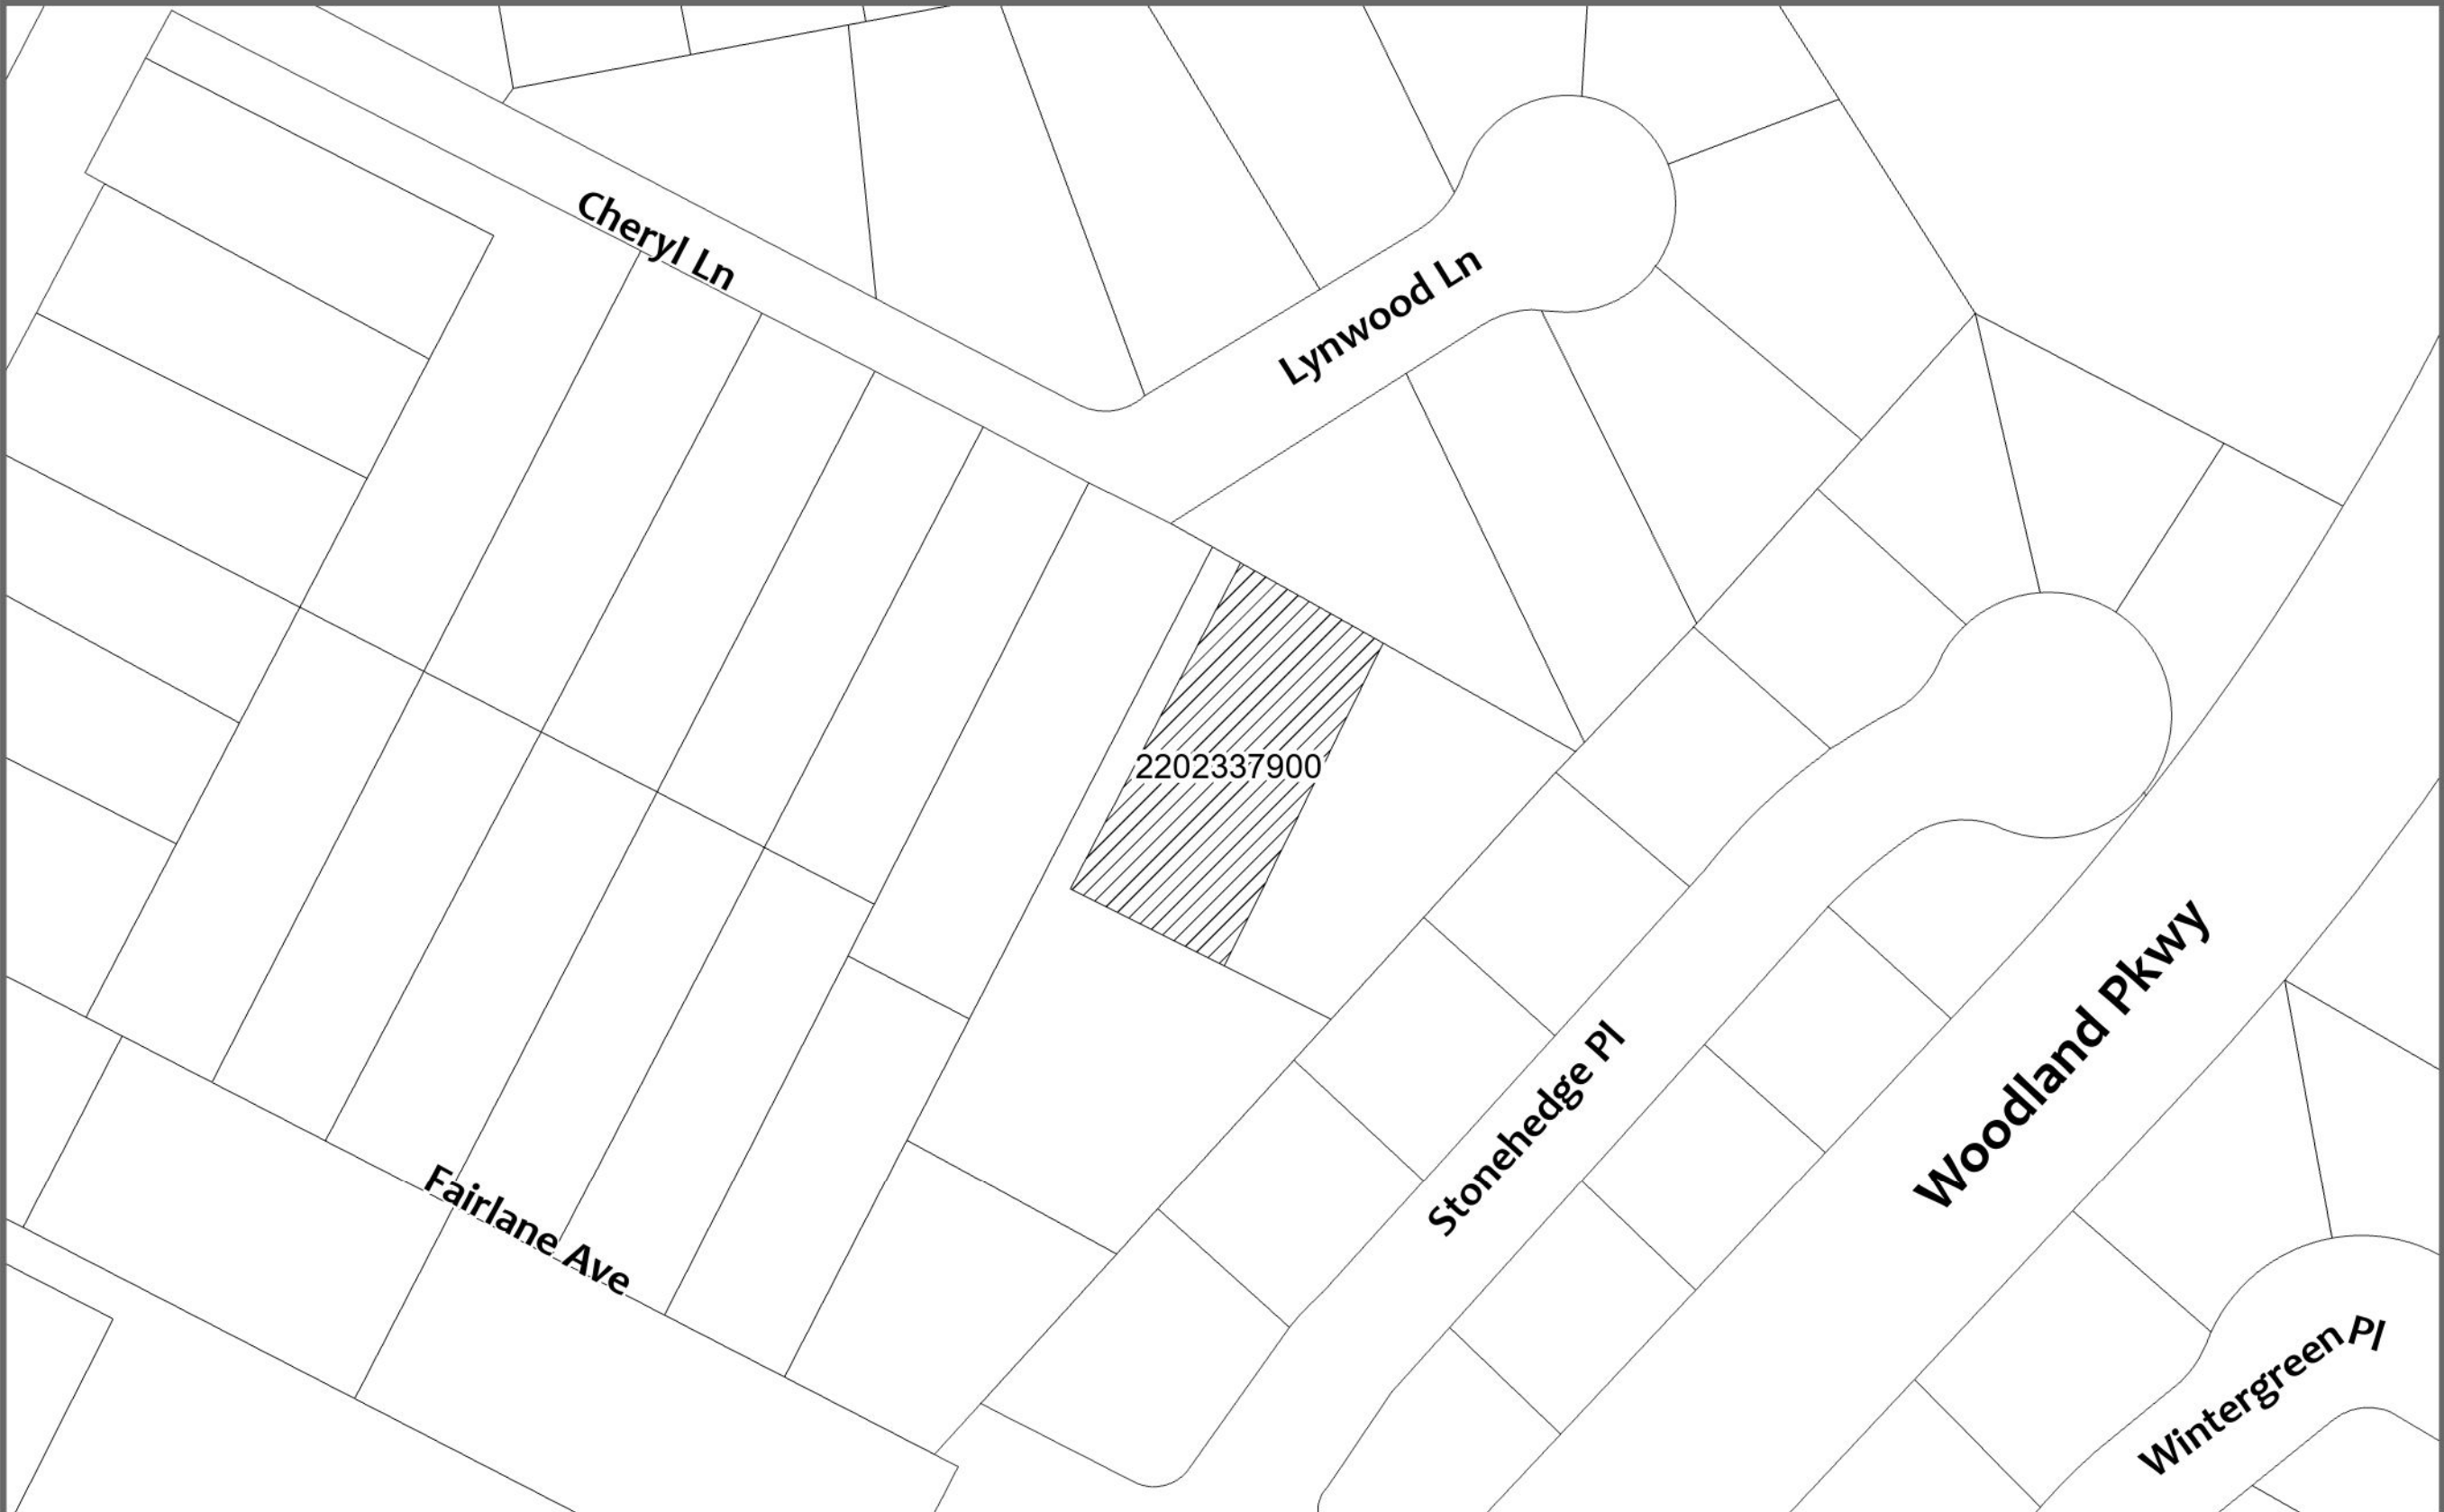 Cheryl Ln
Lynwood Ln
2202337900
Stonehedge Pl
Woodland Pkwy
Fairlane Ave
Wintergreen Pl